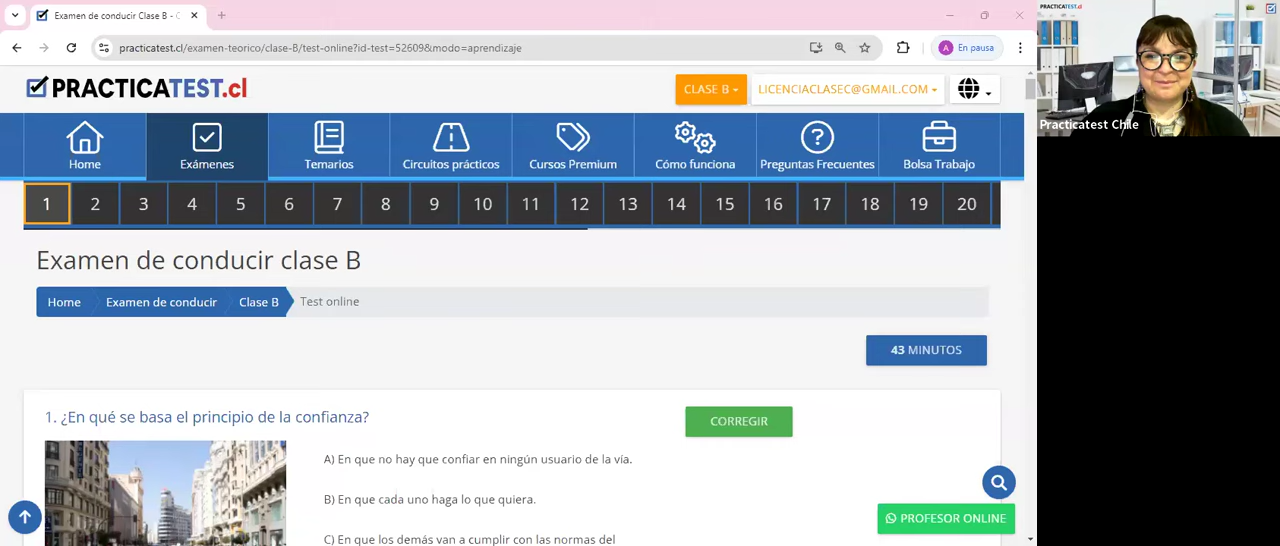 Examen de conducir Clase B - C
practicatest.cl/examen-teorico/clase-B/test-online?id-test=52609&modo=aprendizaje
A
En pausa
PRACTICATEST.cl
CLASE B
LICENCIACLASEC@GMAIL.COM
Home
Exámenes
Temarios
Circuitos prácticos
Cursos Premium
Cómo funciona
Preguntas Frecuentes
Bolsa Trabajo
1 2 3 4 5 6 7 8 9 10 11 12 13 14 15 16 17 18 19 20
Examen de conducir clase B
Home Examen de conducir Clase B Test online
43 MINUTOS
1. ¿En qué se basa el principio de la confianza?
CORREGIR
A) En que no hay que confiar en ningún usuario de la vía.
B) En que cada uno haga lo que quiera.
C) En que los demás van a cumplir con las normas del
PROFESOR ONLINE
PRACTICATEST.cl
Practicatest Chile